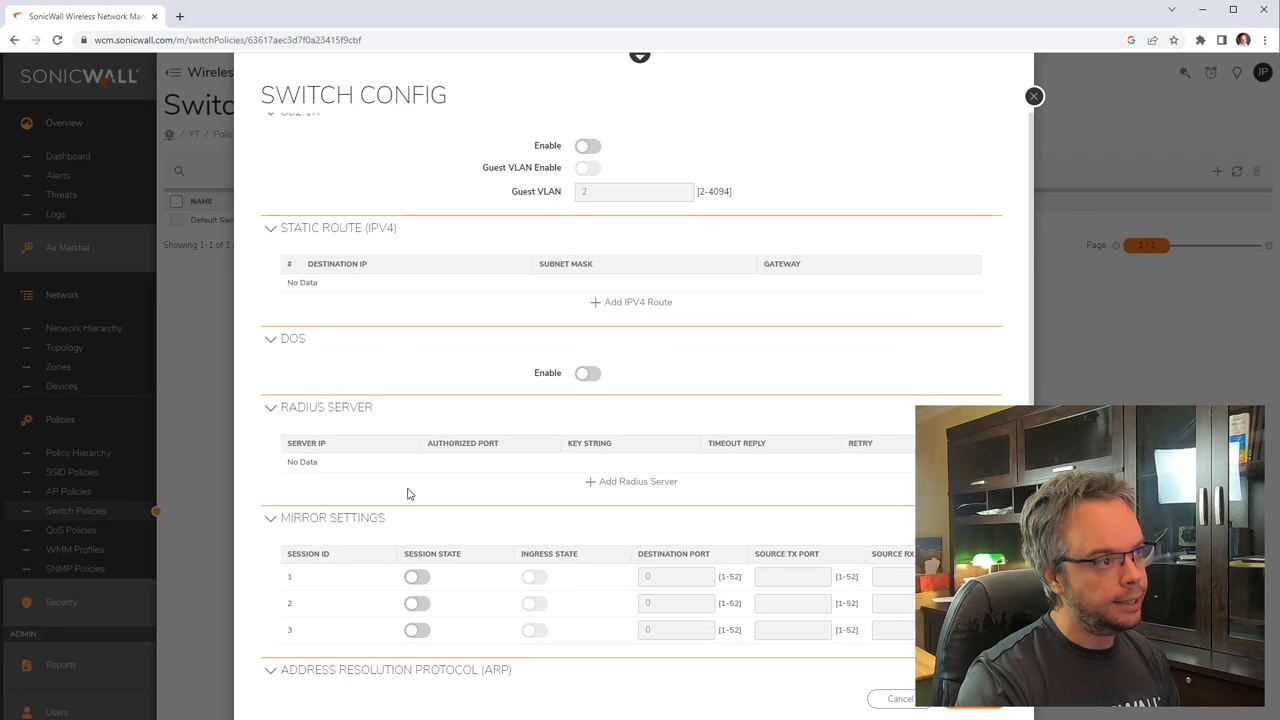 SonicWall Wireless Network Mar
wcm.sonicwall.com/m/switchPolicies/63617aec3d7f0a23415f9cbf
SONICWALL
Wireles
JP
Switc
/ YT / Polic
Overview
Dashboard
Alerts
Threats
Logs
Air Marshal
Network
Network Hierarchy
Topology
Zones
Devices
Policies
Policy Hierarchy
SSID Policies
AP Policies
Switch Policies
QoS Policies
WMM Profiles
SNMP Policies
Security
ADMIN
Reports
Users
NAME
Default Swi
Showing 1-1 of 1
Page 1 / 1
SWITCH CONFIG
802.1X
Enable
Guest VLAN Enable
Guest VLAN 2 [2-4094]
STATIC ROUTE (IPV4)
# DESTINATION IP SUBNET MASK GATEWAY
No Data
Add IPV4 Route
DOS
Enable
RADIUS SERVER
SERVER IP AUTHORIZED PORT KEY STRING TIMEOUT REPLY RETRY
No Data
Add Radius Server
MIRROR SETTINGS
SESSION ID SESSION STATE INGRESS STATE DESTINATION PORT SOURCE TX PORT SOURCE RX
1 0 [1-52] [1-52]
2 0 [1-52] [1-52]
3 0 [1-52] [1-52]
ADDRESS RESOLUTION PROTOCOL (ARP)
Cancel